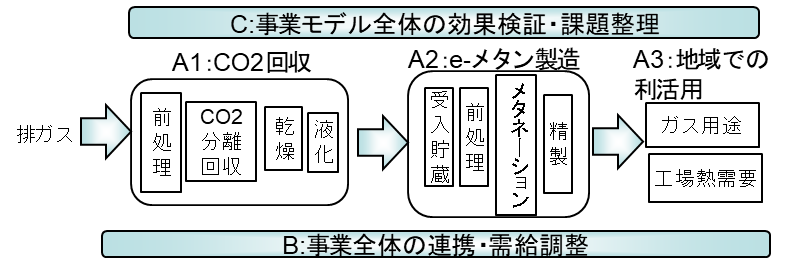 C:事業モデル全体の効果検証・課題整理
A1:CO2回収
A2:e-メタン製造
A3:地域での
利活用
排ガス
前処理
CO2
分離
回収
乾燥
液化
受入貯蔵
前処理
メタネーション
精製
ガス用途
工場熱需要
B:事業全体の連携・需給調整